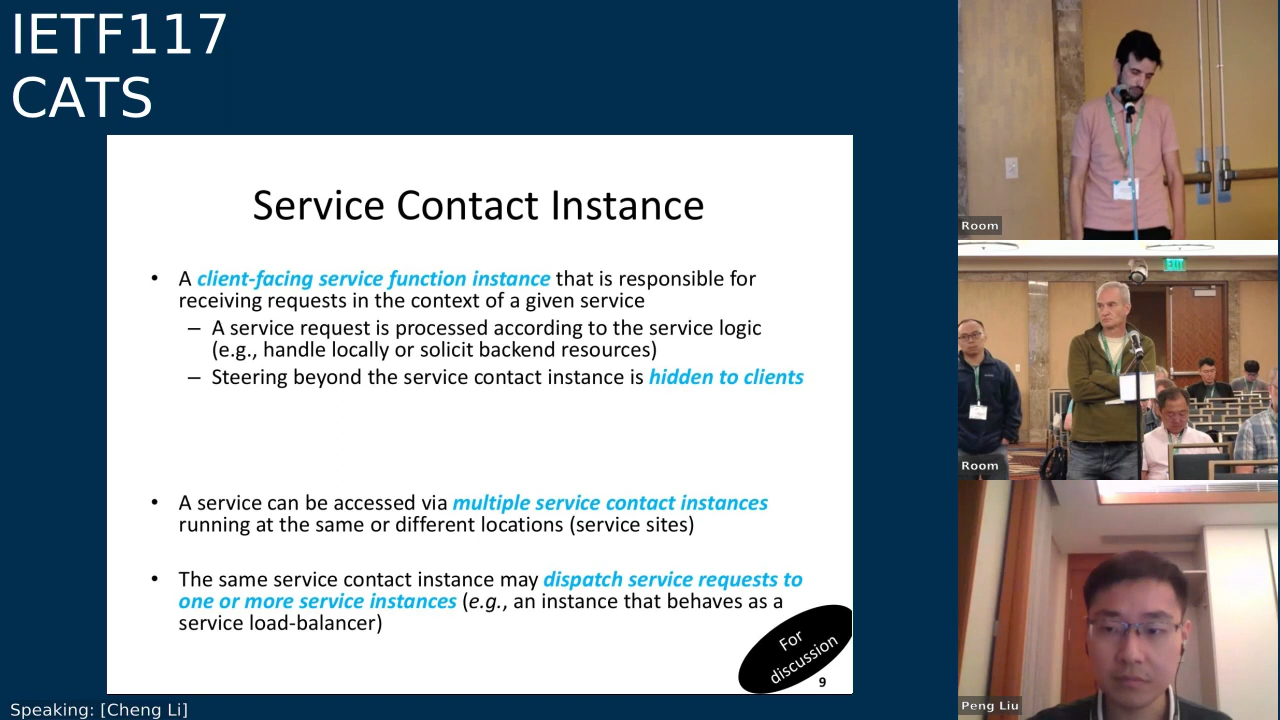 IETF117
CATS
Service Contact Instance
• A client-facing service function instance that is responsible for
receiving requests in the context of a given service
– A service request is processed according to the service logic
(e.g., handle locally or solicit backend resources)
– Steering beyond the service contact instance is hidden to clients
• A service can be accessed via multiple service contact instances
running at the same or different locations (service sites)
• The same service contact instance may dispatch service requests to
one or more service instances (e.g., an instance that behaves as a
service load-balancer)
For
discussion
9
Speaking: [Cheng Li]
Room
Room
Peng Liu